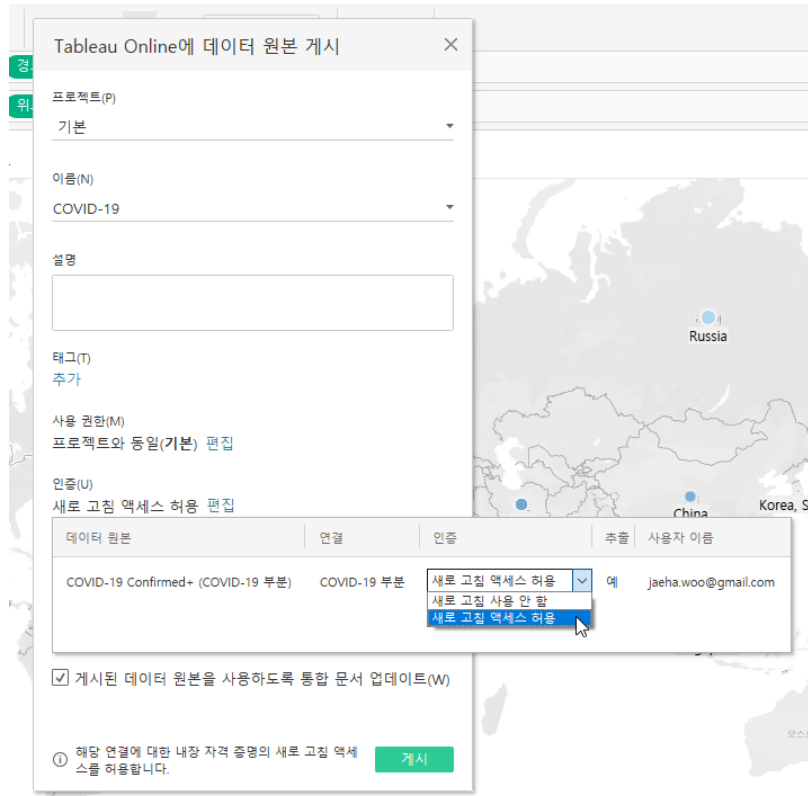 Tableau Online에 데이터 원본 게시
경
위
프로젝트(P)
기본
이름(N)
COVID-19
설명
태그(T)
추가
사용 권한(M)
프로젝트와 동일(기본) 편집
인증(U)
새로 고침 액세스 허용 편집
데이터 원본 연결 인증 추출 사용자 이름
COVID-19 Confirmed+ (COVID-19 부분) COVID-19 부분 새로 고침 액세스 허용 예 jaeha.woo@gmail.com
새로 고침 사용 안 함
새로 고침 액세스 허용
게시된 데이터 원본을 사용하도록 통합 문서 업데이트(W)
해당 연결에 대한 내장 자격 증명의 새로 고침 액세
스를 허용합니다.
게시
Russia
China
Korea, S